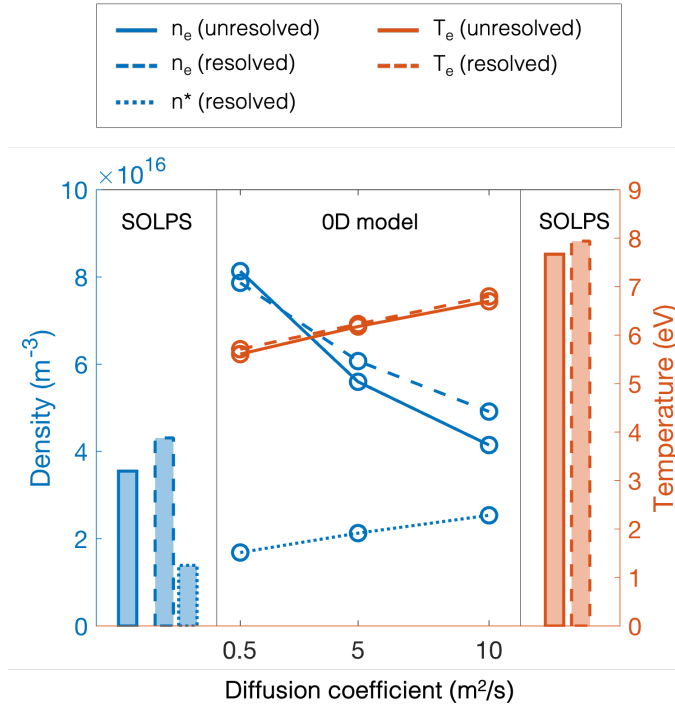 n_e (unresolved)
T_e (unresolved)
n_e (resolved)
T_e (resolved)
n* (resolved)
×10^16
10
8
6
4
2
0
Density (m^-3)
SOLPS
0D model
SOLPS
9
8
7
6
5
4
3
2
1
0
Temperature (eV)
0.5
5
10
Diffusion coefficient (m²/s)